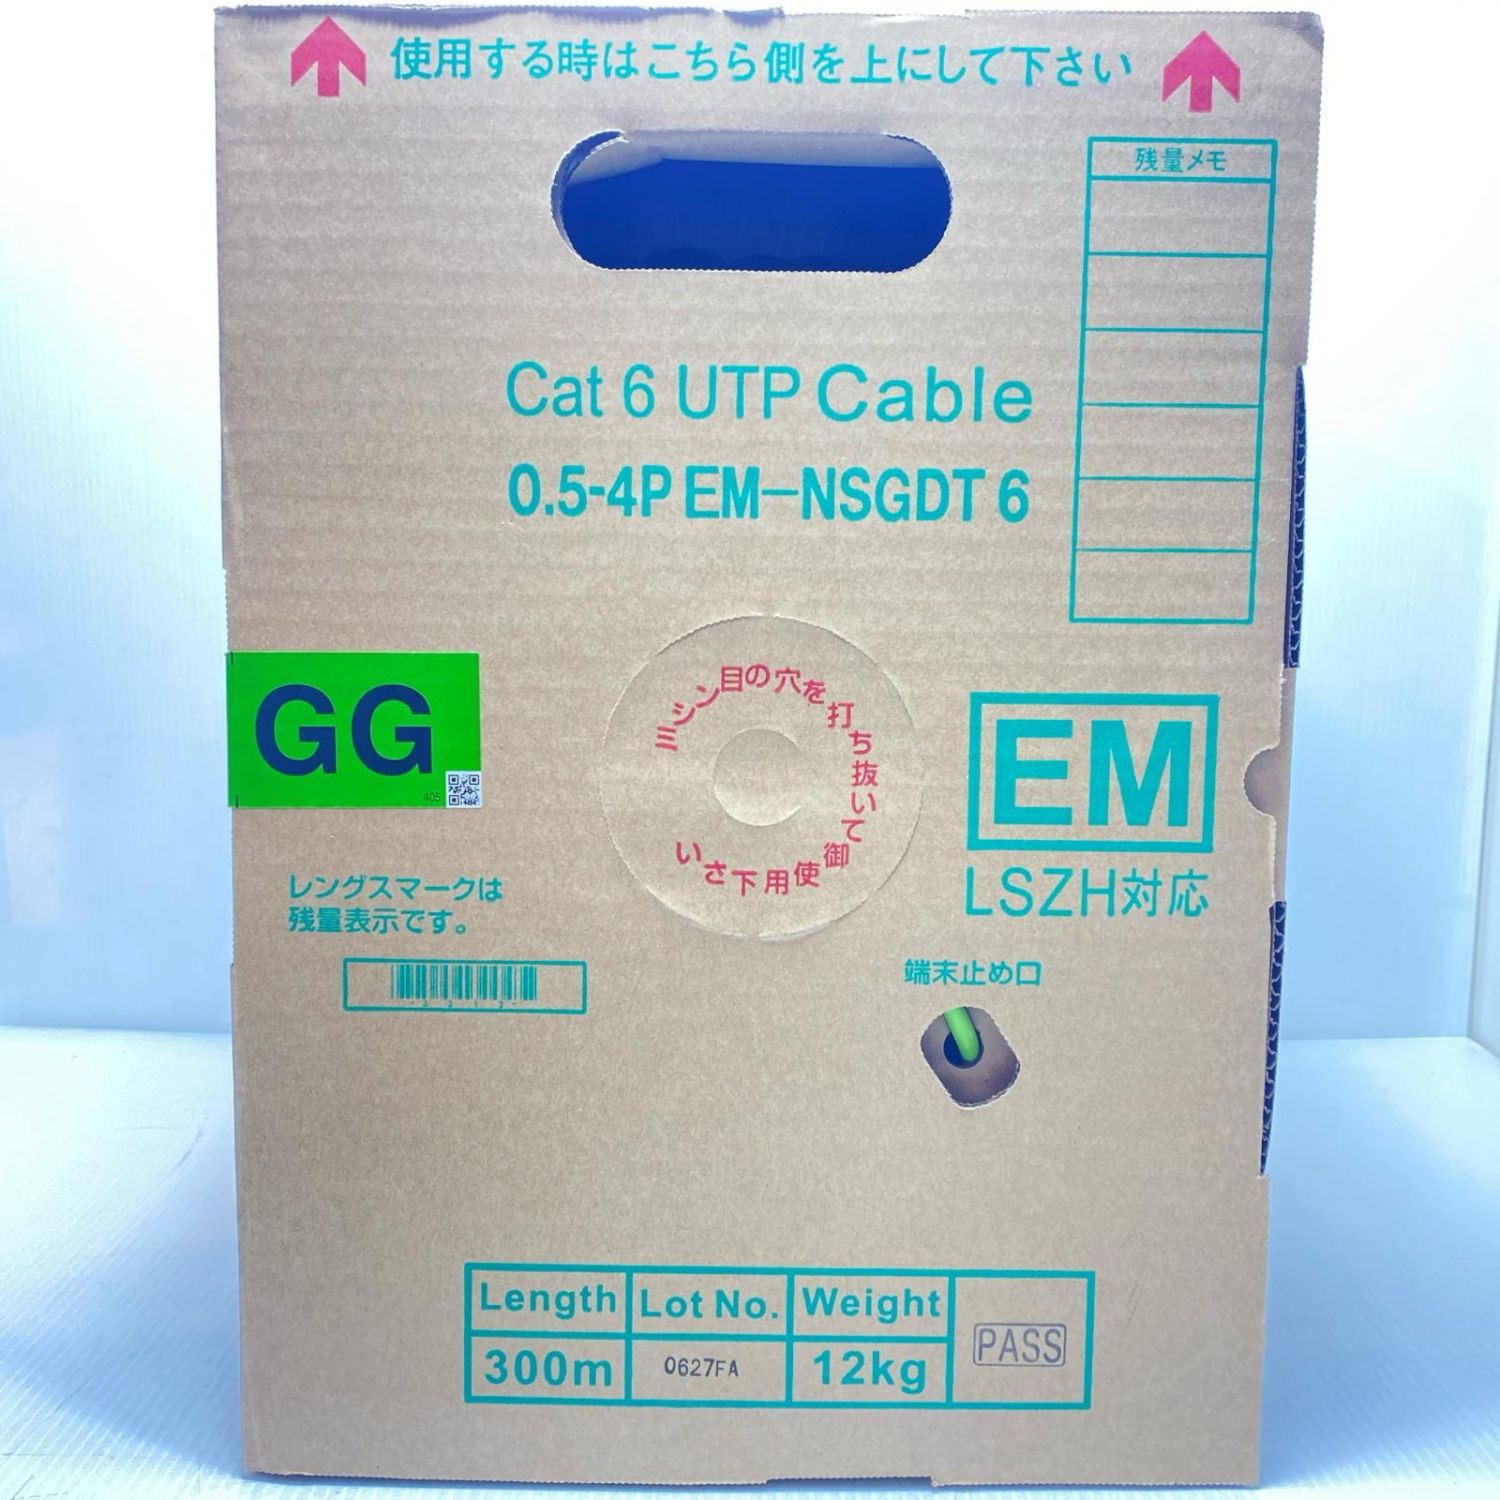 使用する時はこちら側を上にして下さい
残量メモ
Cat 6 UTP Cable
0.5-4P EM-NSGDT 6
ミシン目の穴を打ち抜いて御使用下さい
GG
405
EM
LSZH対応
レングスマークは
残量表示です。
端末止め口
Length Lot No. Weight
300m 0627FA 12kg PASS